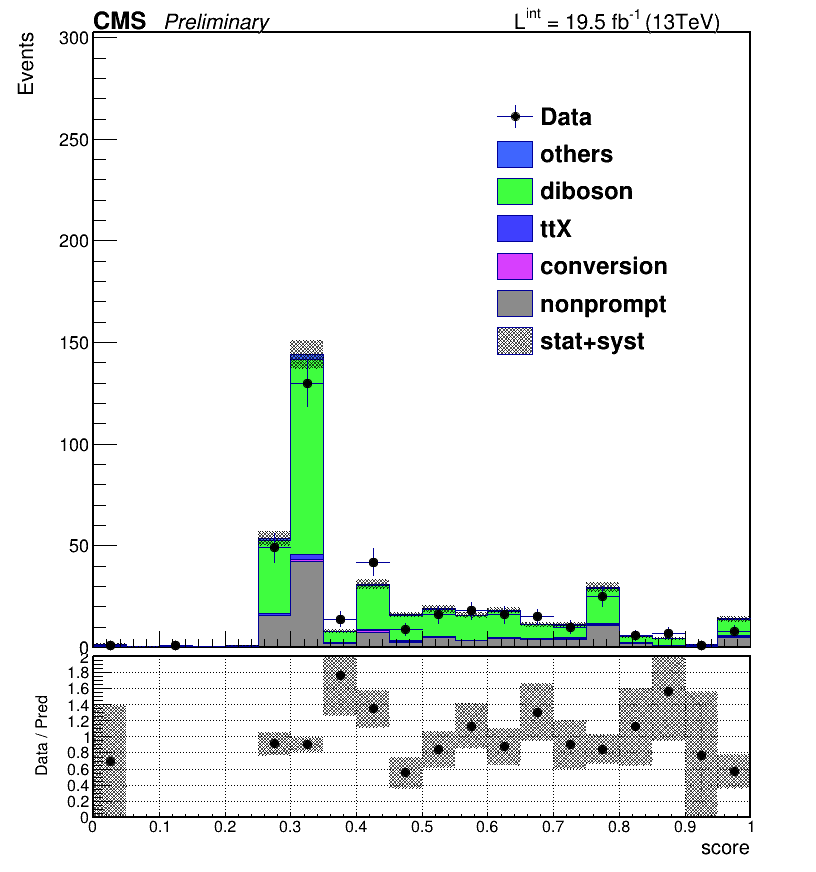 CMS Preliminary L^int = 19.5 fb^-1 (13TeV)
Events
300
250
200
150
100
50
0
Data
others
diboson
ttX
conversion
nonprompt
stat+syst
Data / Pred
2
1.8
1.6
1.4
1.2
1
0.8
0.6
0.4
0.2
0
0 0.1 0.2 0.3 0.4 0.5 0.6 0.7 0.8 0.9 1
score